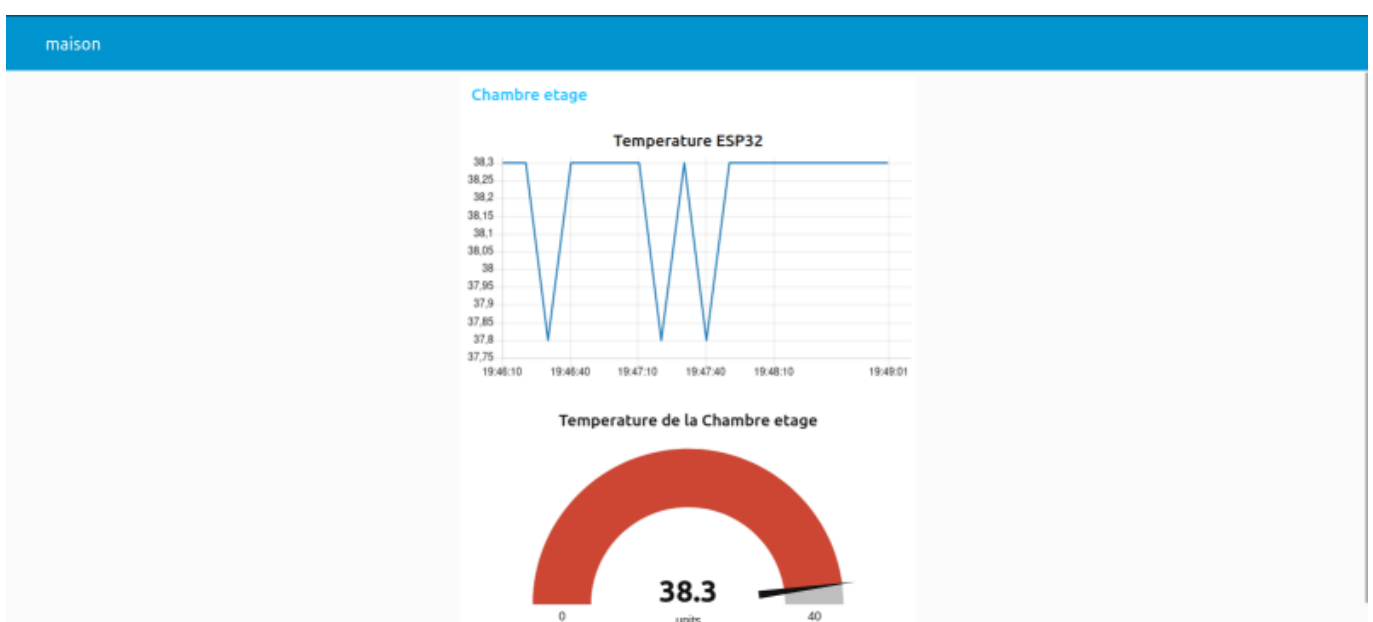 maison
Chambre etage
Temperature ESP32
38,3
38,25
38,2
38,15
38,1
38,05
38
37,95
37,9
37,85
37,8
37,75
19:46:10 19:46:40 19:47:10 19:47:40 19:48:10 19:49:01
Temperature de la Chambre etage
38.3
0 units 40